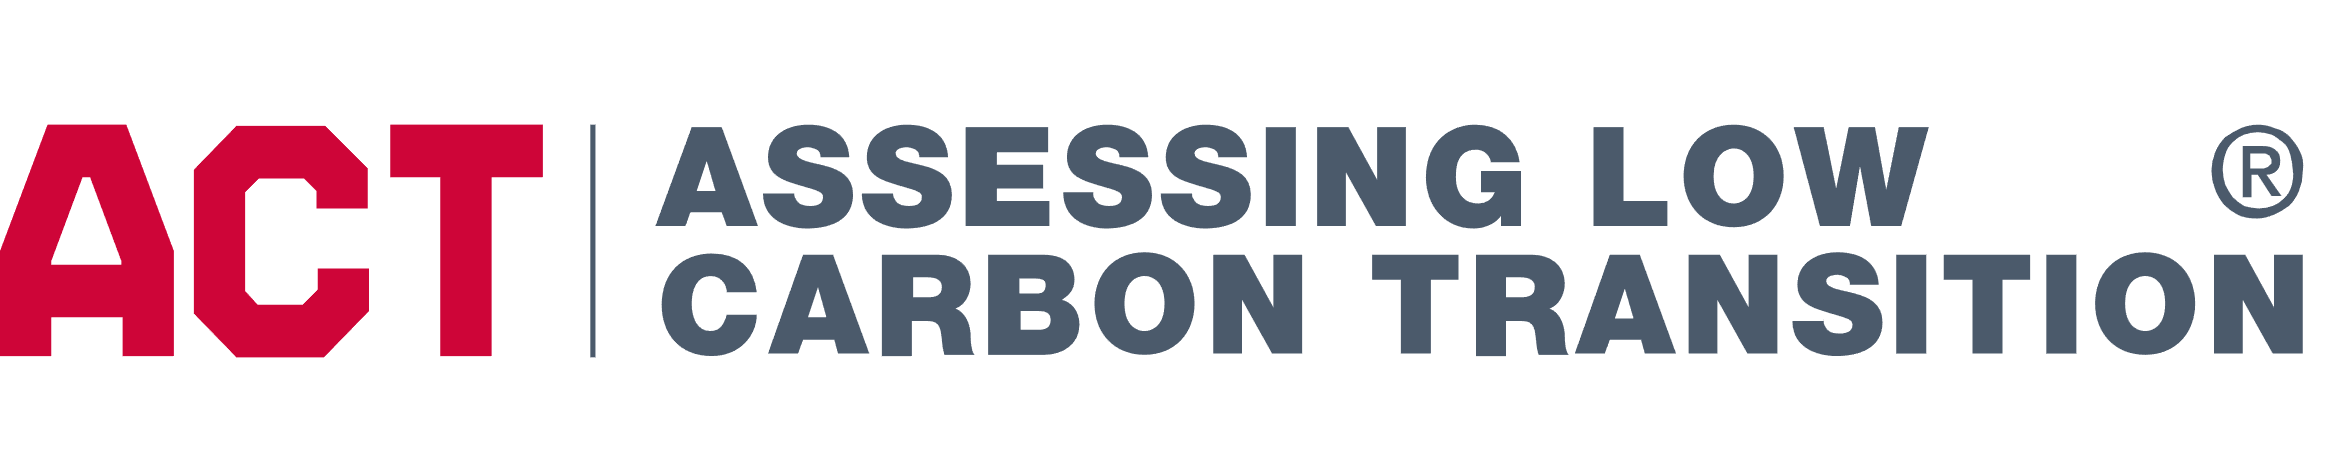 ACT
ASSESSING LOW ®
CARBON TRANSITION